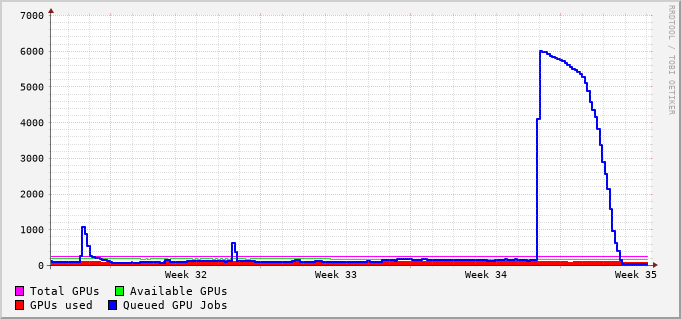 7000
6000
5000
4000
3000
2000
1000
0
Week 32 Week 33 Week 34 Week 35
Total GPUs Available GPUs
GPUs used Queued GPU Jobs
RRDTOOL / TOBI OETIKER